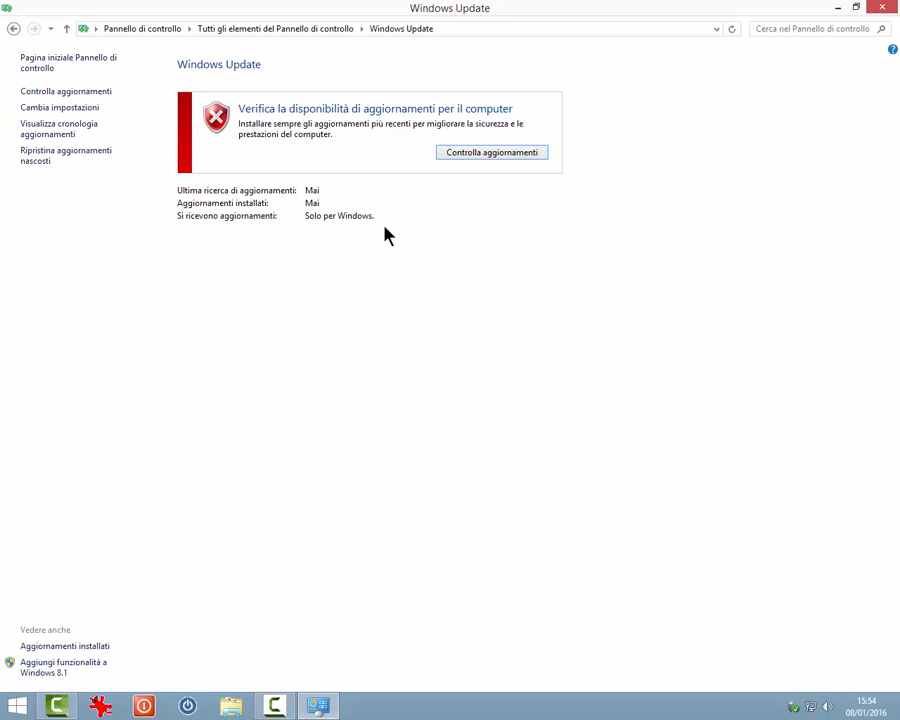 Windows Update
Pannello di controllo
Tutti gli elementi del Pannello di controllo
Windows Update
Cerca nel Pannello di controllo
Pagina iniziale Pannello di
controllo
Controlla aggiornamenti
Cambia impostazioni
Visualizza cronologia
aggiornamenti
Ripristina aggiornamenti
nascosti
Windows Update
Verifica la disponibilità di aggiornamenti per il computer
Installare sempre gli aggiornamenti più recenti per migliorare la sicurezza e le
prestazioni del computer.
Controlla aggiornamenti
Ultima ricerca di aggiornamenti: Mai
Aggiornamenti installati: Mai
Si ricevono aggiornamenti: Solo per Windows.
Vedere anche
Aggiornamenti installati
Aggiungi funzionalità a
Windows 8.1
15:54
08/01/2016